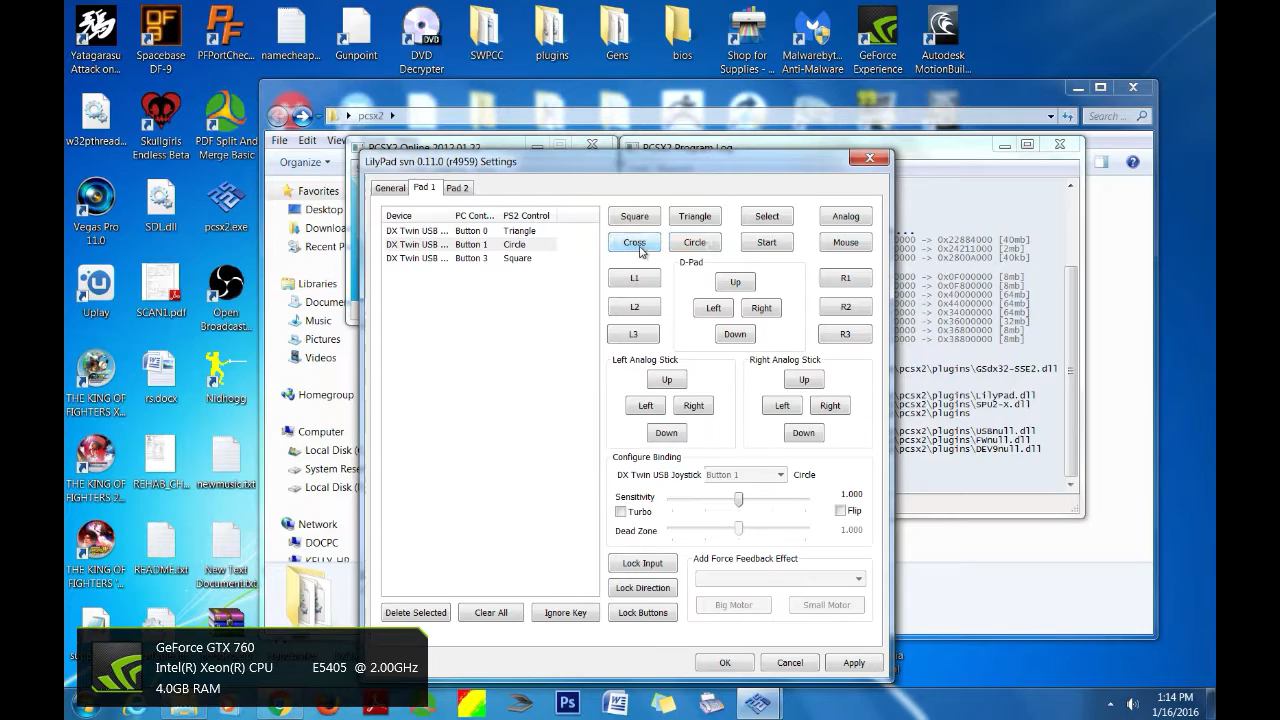 Yatagarasu
Attack on...
Spacebase
DF-9
PFPortChec...
namecheap...
Gunpoint
DVD
Decrypter
SWPCC
plugins
Gens
bios
Shop for
Supplies - ...
Malwarebyt...
Anti-Malware
GeForce
Experience
Autodesk
MotionBuil...
w32pthread...
Skullgirls
Endless Beta
PDF Split And
Merge Basic
Vegas Pro
11.0
SDL.dll
pcsx2.exe
Uplay
SCAN1.pdf
Open
Broadcast...
THE KING OF
FIGHTERS X...
rs.docx
Nidhogg
THE KING OF
FIGHTERS 2...
REHAB_CH...
newmusic.txt
THE KING OF
FIGHTERS '...
README.txt
New Text
Document.txt
pcsx2
Search ...
File
Edit
Organize
Favorites
Desktop
Recent P
Libraries
Docume
Music
Pictures
Videos
Homegroup
Computer
Local Disk (
System Rese
Local Disk (
Network
DOCPC
PCSX2 Program Log
0000 -> 0x22884000 [40mb]
0000 -> 0x24211000 [2mb]
0000 -> 0x2800A000 [40kb]
0000 -> 0x0F000000 [8mb]
0000 -> 0x0F800000 [8mb]
0000 -> 0x40000000 [64mb]
0000 -> 0x44000000 [64mb]
0000 -> 0x34000000 [64mb]
0000 -> 0x36000000 [32mb]
0000 -> 0x36800000 [8mb]
0000 -> 0x38800000 [8mb]
pcsx2\plugins\GSdx32-SSE2.dll
pcsx2\plugins\LilyPad.dll
pcsx2\plugins\SPU2-X.dll
pcsx2\plugins
pcsx2\plugins\USBnull.dll
pcsx2\plugins\FWnull.dll
pcsx2\plugins\DEV9null.dll
LilyPad svn 0.11.0 (r4959) Settings
General
Pad 1
Pad 2
Device PC Cont... PS2 Control
DX Twin USB ... Button 0 Triangle
DX Twin USB ... Button 1 Circle
DX Twin USB ... Button 3 Square
Square
Triangle
Select
Analog
Cross
Circle
Start
Mouse
D-Pad
L1
Up
R1
L2
Left
Right
R2
L3
Down
R3
Left Analog Stick
Up
Left
Right
Down
Right Analog Stick
Up
Left
Right
Down
Configure Binding
DX Twin USB Joystick Button 1 Circle
Sensitivity 1.000
Turbo
Flip
Dead Zone 1.000
Lock Input
Lock Direction
Lock Buttons
Add Force Feedback Effect
Big Motor
Small Motor
Delete Selected
Clear All
Ignore Key
OK
Cancel
Apply
GeForce GTX 760
Intel(R) Xeon(R) CPU E5405 @ 2.00GHz
4.0GB RAM
1:14 PM
1/16/2016